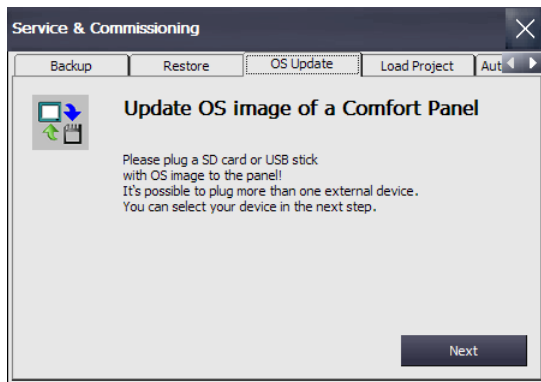 Service & Commissioning
Backup Restore OS Update Load Project Aut
Update OS image of a Comfort Panel
Please plug a SD card or USB stick
with OS image to the panel!
It's possible to plug more than one external device.
You can select your device in the next step.
Next